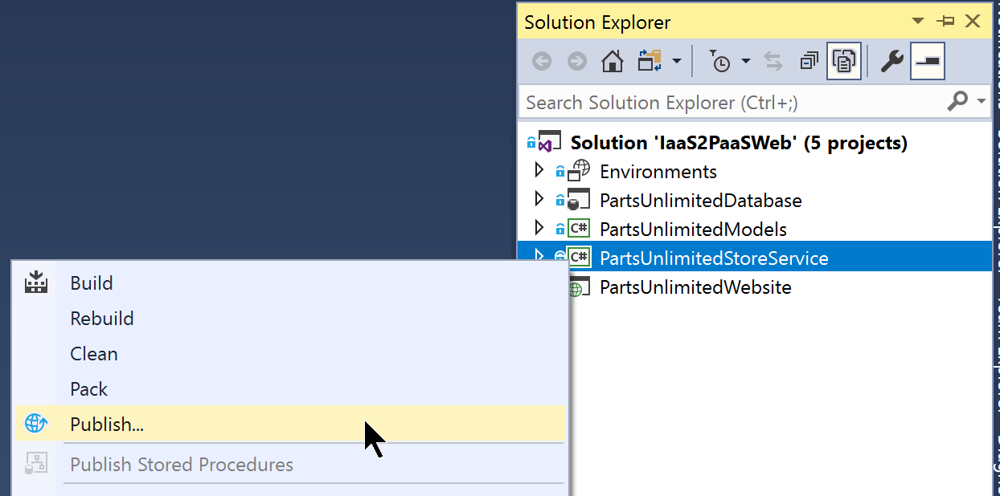 Solution Explorer
Search Solution Explorer (Ctrl+;)
Solution 'IaaS2PaaSWeb' (5 projects)
Environments
PartsUnlimitedDatabase
C# PartsUnlimitedModels
C# PartsUnlimitedStoreService
PartsUnlimitedWebsite
Build
Rebuild
Clean
Pack
Publish...
Publish Stored Procedures